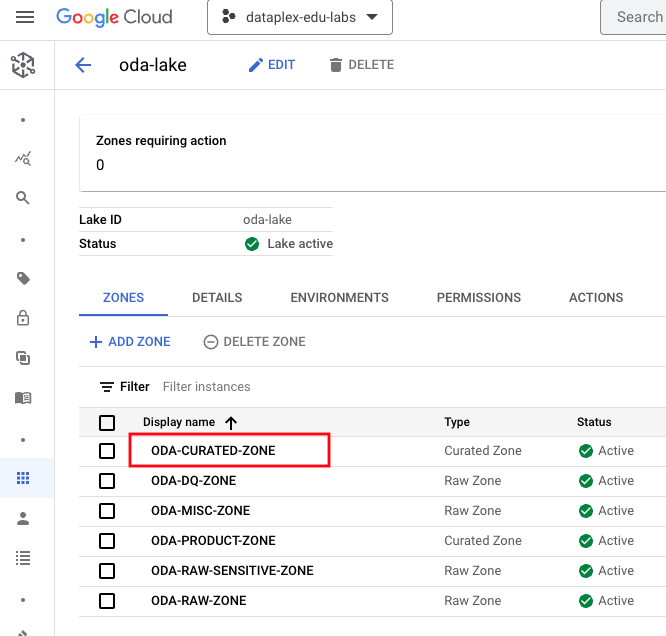 Google Cloud dataplex-edu-labs Search
oda-lake EDIT DELETE
Zones requiring action
0
Lake ID oda-lake
Status Lake active
ZONES DETAILS ENVIRONMENTS PERMISSIONS ACTIONS
ADD ZONE DELETE ZONE
Filter Filter instances
Display name Type Status
ODA-CURATED-ZONE Curated Zone Active
ODA-DQ-ZONE Raw Zone Active
ODA-MISC-ZONE Raw Zone Active
ODA-PRODUCT-ZONE Curated Zone Active
ODA-RAW-SENSITIVE-ZONE Raw Zone Active
ODA-RAW-ZONE Raw Zone Active